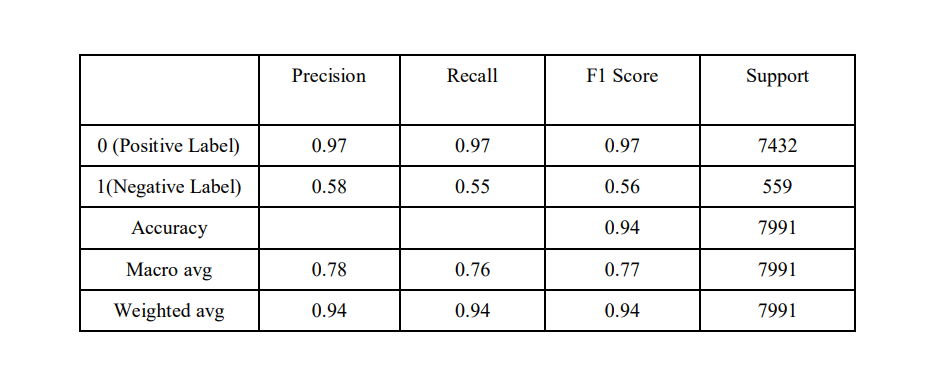 Precision Recall F1 Score Support
0 (Positive Label) 0.97 0.97 0.97 7432
1(Negative Label) 0.58 0.55 0.56 559
Accuracy 0.94 7991
Macro avg 0.78 0.76 0.77 7991
Weighted avg 0.94 0.94 0.94 7991